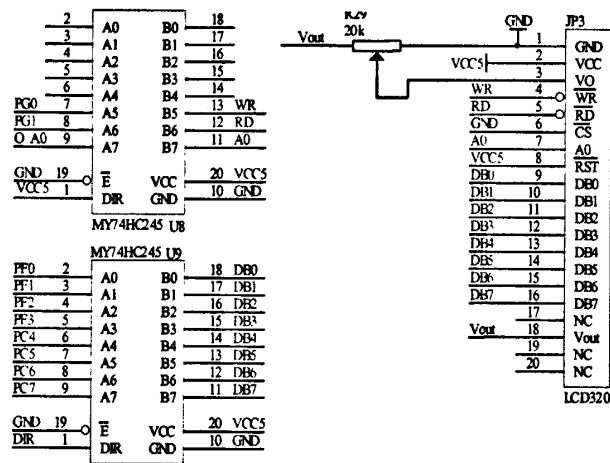 2 A0 B0 18
3 A1 B1 17
4 A2 B2 16
5 A3 B3 15
6 A4 B4 14
PG0 7 A5 B5 13 WR
PG1 8 A6 B6 12 RD
O_A0 9 A7 B7 11 A0
GND 19 E VCC 20 VCC5
VCC5 1 DIR GND 10 GND
MY74HC245 U8
MY74HC245 U9
PF0 2 A0 B0 18 DB0
PF1 3 A1 B1 17 DB1
PF2 4 A2 B2 16 DB2
PF3 5 A3 B3 15 DB3
PC4 6 A4 B4 14 DB4
PC5 7 A5 B5 13 DB5
PC6 8 A6 B6 12 DB6
PC7 9 A7 B7 11 DB7
GND 19 E VCC 20 VCC5
DIR 1 DIR GND 10 GND
R29
20k
Vout
GND
JP3
1 GND
VCC5 2 VCC
3 VO
WR 4 WR
RD 5 RD
GND 6 CS
A0 7 A0
VCC5 8 RST
DB0 9 DB0
DB1 10 DB1
DB2 11 DB2
DB3 12 DB3
DB4 13 DB4
DB5 14 DB5
DB6 15 DB6
DB7 16 DB7
17 NC
Vout 18 Vout
19 NC
20 NC
LCD320